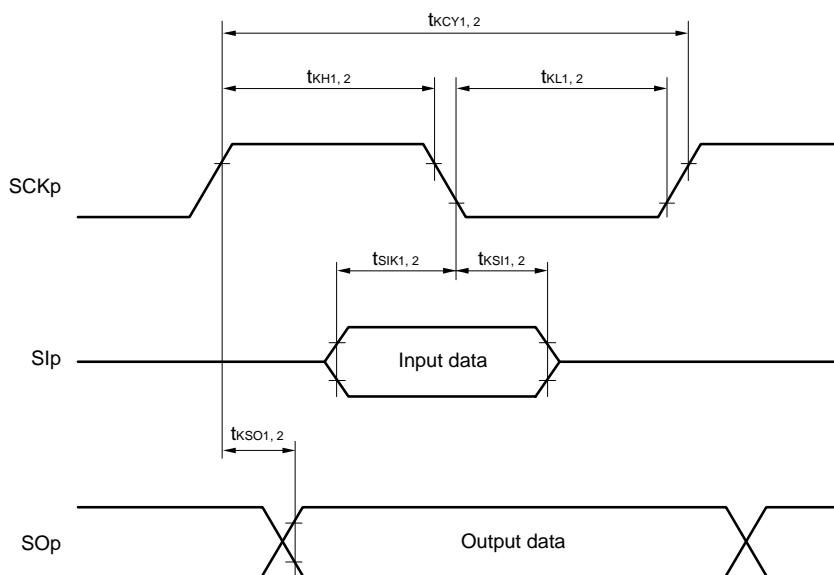 tKCY1, 2
tKH1, 2
tKL1, 2
SCKp
tSIK1, 2
tKSI1, 2
SIp
Input data
tKSO1, 2
SOp
Output data